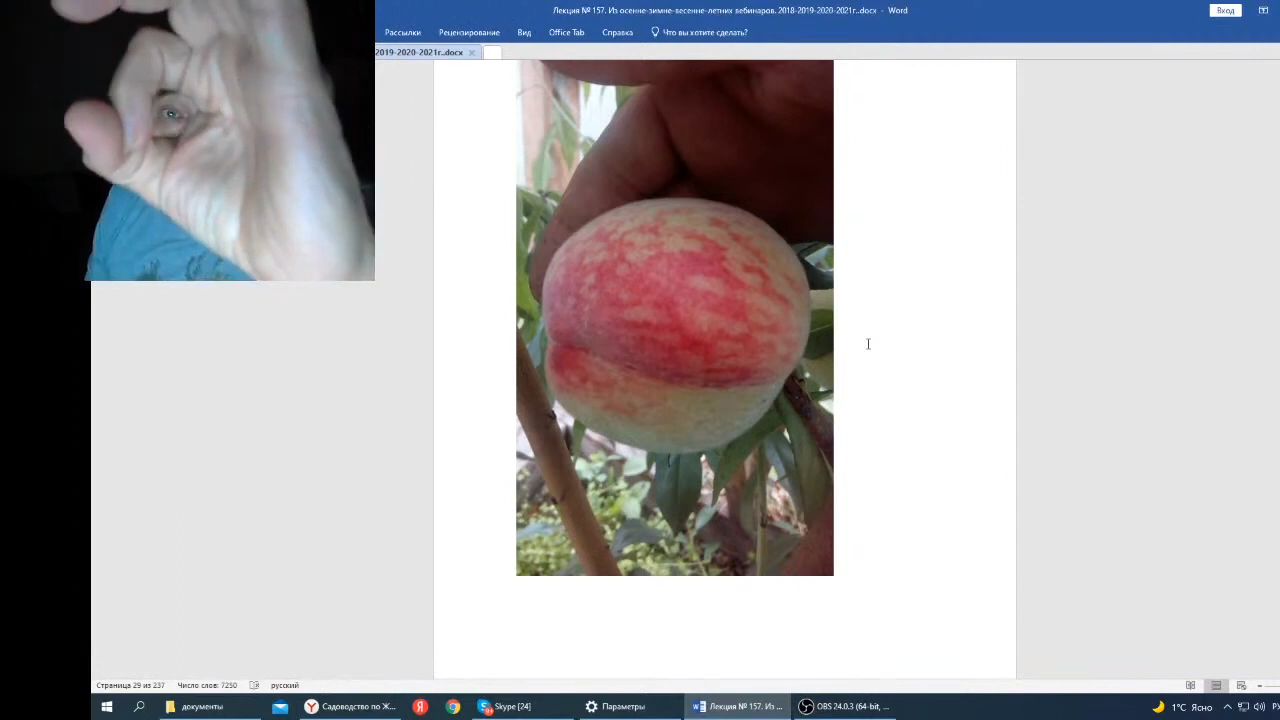 Лекция № 157. Из осенне-зимне-весенне-летних вебинаров. 2018-2019-2020-2021г..docx - Word
Вход
Рассылки Рецензирование Вид Office Tab Справка Что вы хотите сделать?
2019-2020-2021г..docx
Страница 29 из 237 Число слов: 7250 русский
документы Садоводство по Ж... Skype [24] Параметры Лекция № 157. Из ... OBS 24.0.3 (64-bit, ... 1°C Ясно